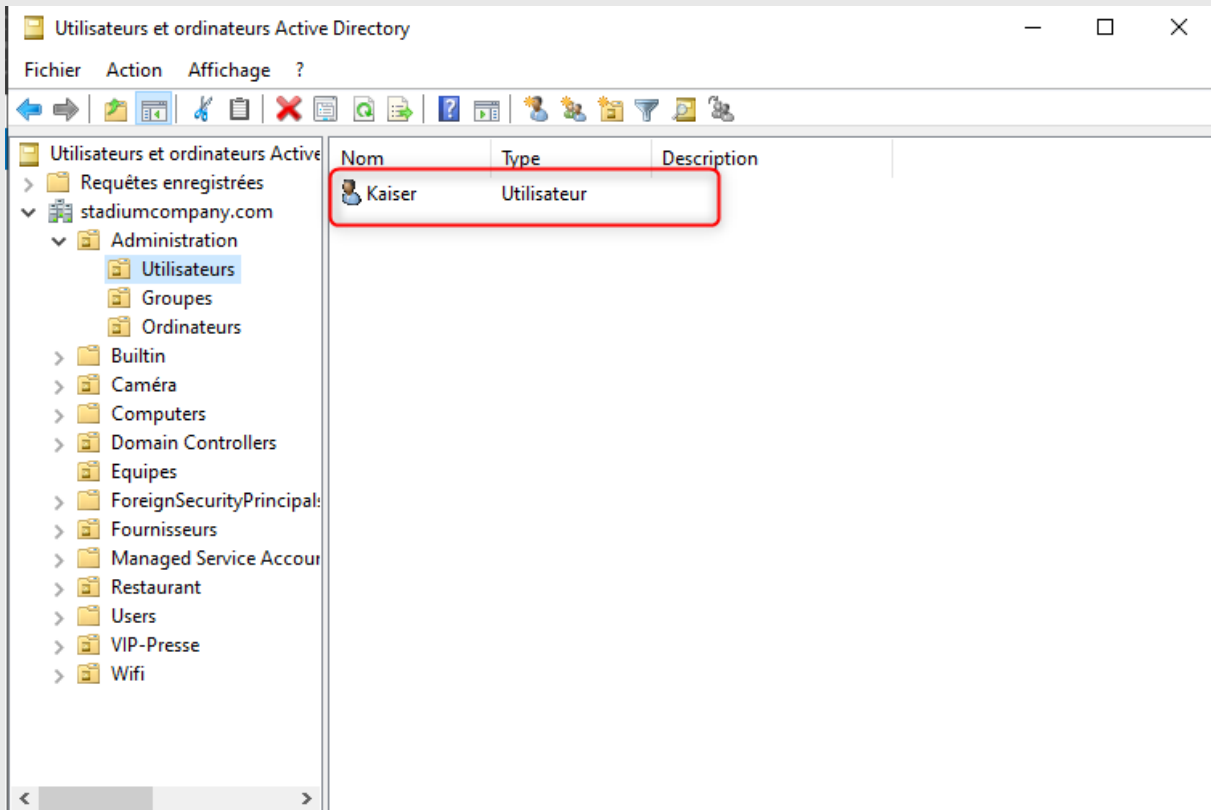 Utilisateurs et ordinateurs Active Directory
Fichier Action Affichage ?
Utilisateurs et ordinateurs Active
Requêtes enregistrées
stadiumcompany.com
Administration
Utilisateurs
Groupes
Ordinateurs
Builtin
Caméra
Computers
Domain Controllers
Equipes
ForeignSecurityPrincipals
Fournisseurs
Managed Service Accour
Restaurant
Users
VIP-Presse
Wifi
Nom Type Description
Kaiser Utilisateur